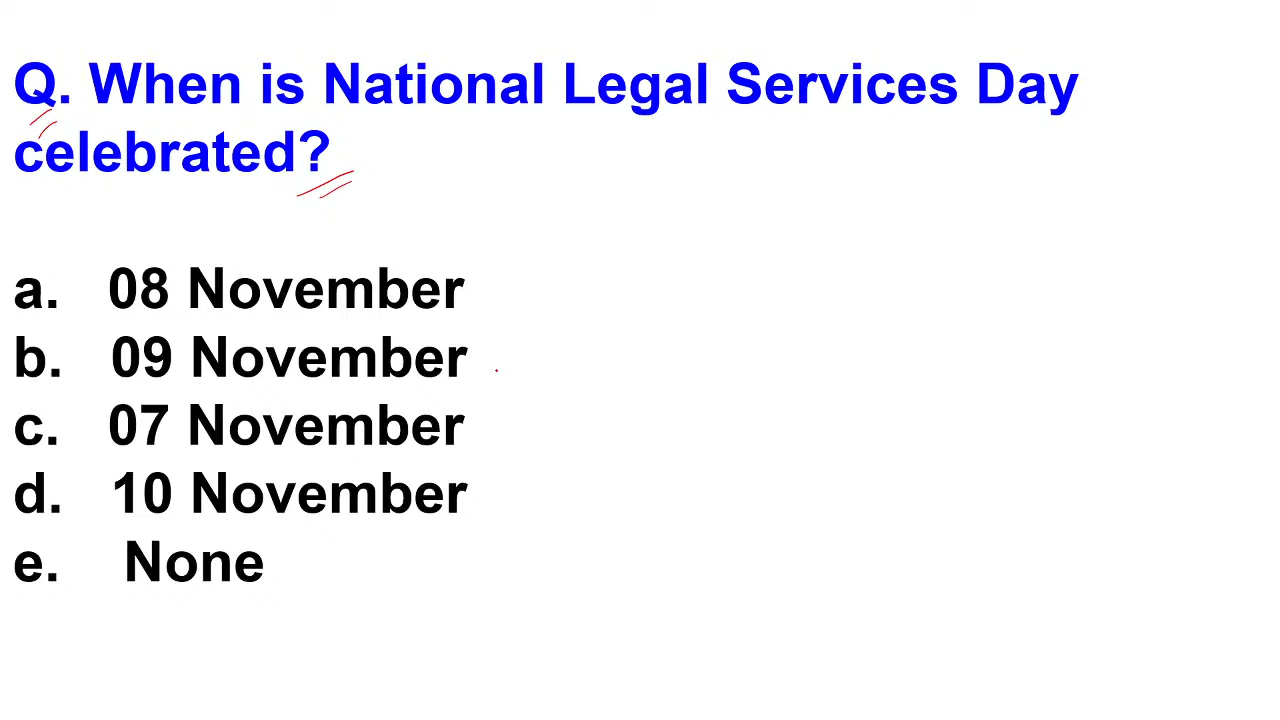 Q. When is National Legal Services Day
celebrated?
a. 08 November
b. 09 November
c. 07 November
d. 10 November
e. None